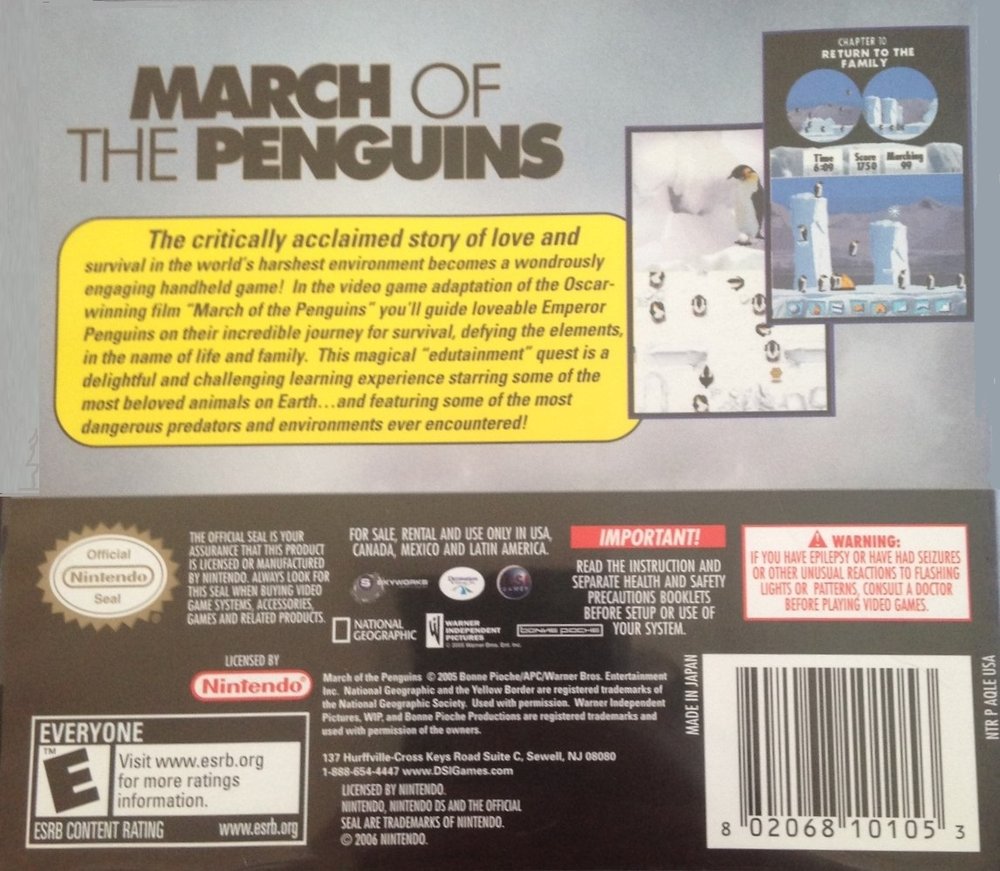 MARCH OF
THE PENGUINS
CHAPTER 10
RETURN TO THE
FAMILY
Time
6:09
Score
1750
Marching
99
The critically acclaimed story of love and
survival in the world's harshest environment becomes a wondrously
engaging handheld game! In the video game adaptation of the Oscar-
winning film "March of the Penguins" you'll guide loveable Emperor
Penguins on their incredible journey for survival, defying the elements,
in the name of life and family. This magical "edutainment" quest is a
delightful and challenging learning experience starring some of the
most beloved animals on Earth...and featuring some of the most
dangerous predators and environments ever encountered!
Official
Nintendo
Seal
THE OFFICIAL SEAL IS YOUR
ASSURANCE THAT THIS PRODUCT
IS LICENSED OR MANUFACTURED
BY NINTENDO. ALWAYS LOOK FOR
THIS SEAL WHEN BUYING VIDEO
GAME SYSTEMS, ACCESSORIES,
GAMES AND RELATED PRODUCTS.
FOR SALE, RENTAL AND USE ONLY IN USA,
CANADA, MEXICO AND LATIN AMERICA.
SKYWORKS
DSI
GAMES
NATIONAL
GEOGRAPHIC
WARNER
INDEPENDENT
PICTURES
© 2005 Warner Bros. Ent. Inc.
BONNE PIOCHE
IMPORTANT!
READ THE INSTRUCTION AND
SEPARATE HEALTH AND SAFETY
PRECAUTIONS BOOKLETS
BEFORE SETUP OR USE OF
YOUR SYSTEM.
WARNING:
IF YOU HAVE EPILEPSY OR HAVE HAD SEIZURES
OR OTHER UNUSUAL REACTIONS TO FLASHING
LIGHTS OR PATTERNS, CONSULT A DOCTOR
BEFORE PLAYING VIDEO GAMES.
LICENSED BY
Nintendo®
March of the Penguins © 2005 Bonne Pioche/APC/Warner Bros. Entertainment
Inc. National Geographic and the Yellow Border are registered trademarks of
the National Geographic Society. Used with permission. Warner Independent
Pictures, WIP, and Bonne Pioche Productions are registered trademarks and
used with permission of the owners.
137 Hurffville-Cross Keys Road Suite C, Sewell, NJ 08080
1-888-654-4447 www.DSIGames.com
LICENSED BY NINTENDO.
NINTENDO, NINTENDO DS AND THE OFFICIAL
SEAL ARE TRADEMARKS OF NINTENDO.
© 2006 NINTENDO.
EVERYONE
TM
E
Visit www.esrb.org
for more ratings
information.
ESRB CONTENT RATING www.esrb.org
MADE IN JAPAN
NTR P AQLE USA
8 02068 10105 3